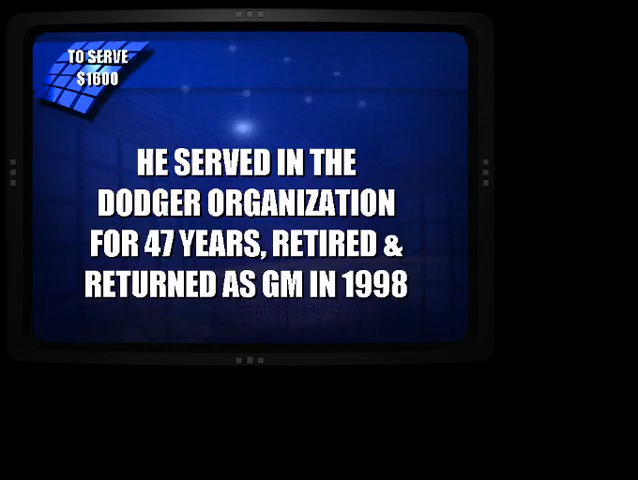 TO SERVE
$1600
HE SERVED IN THE
DODGER ORGANIZATION
FOR 47 YEARS, RETIRED &
RETURNED AS GM IN 1998